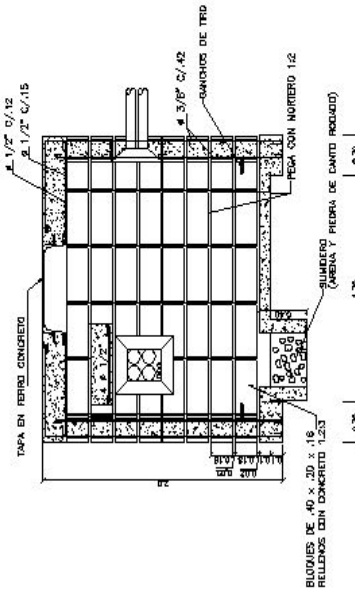 TAPA EN FERRO CONCRETO
ø 1/2" C/.12
ø 1/2" C/.15
ø 3/8" C/.42
GANCHOS DE TIRO
PEGA CON MORTERO 1:2
4 ø 1/2"
SUMIDERO
(ARENA Y PIEDRA DE CANTO RODADO)
BLOQUES DE .40 x .20 x .16
RELLENOS CON CONCRETO 1:2:3